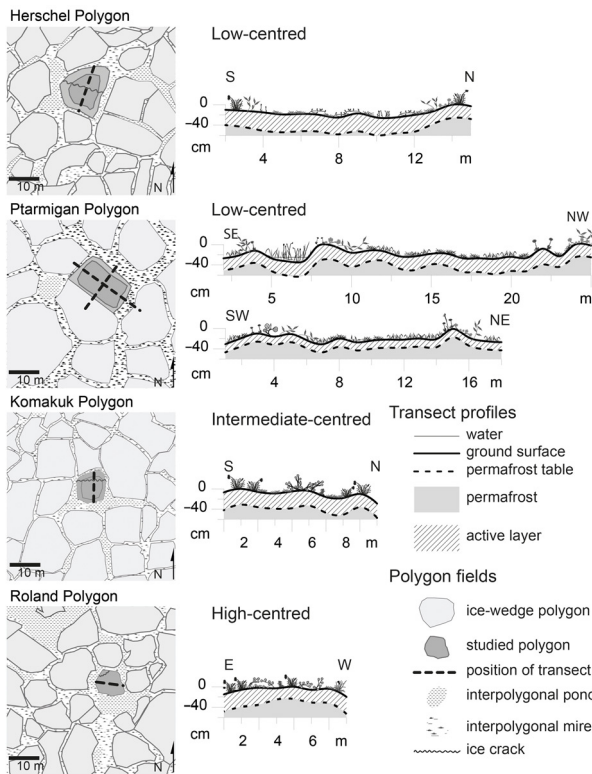 Herschel Polygon
10 m
N
Low-centred
S
N
0
–40
cm
4
8
12
m
Ptarmigan Polygon
10 m
N
Low-centred
SE
NW
0
–40
cm
5
10
15
20
m
SW
NE
0
–40
cm
4
8
12
16
m
Komakuk Polygon
10 m
N
Intermediate-centred
S
N
0
–40
cm
2
4
6
8
m
Roland Polygon
10 m
N
High-centred
E
W
0
–40
cm
2
4
6
m
Transect profiles
water
ground surface
permafrost table
permafrost
active layer
Polygon fields
ice-wedge polygon
studied polygon
position of transect
interpolygonal pond
interpolygonal mire
ice crack